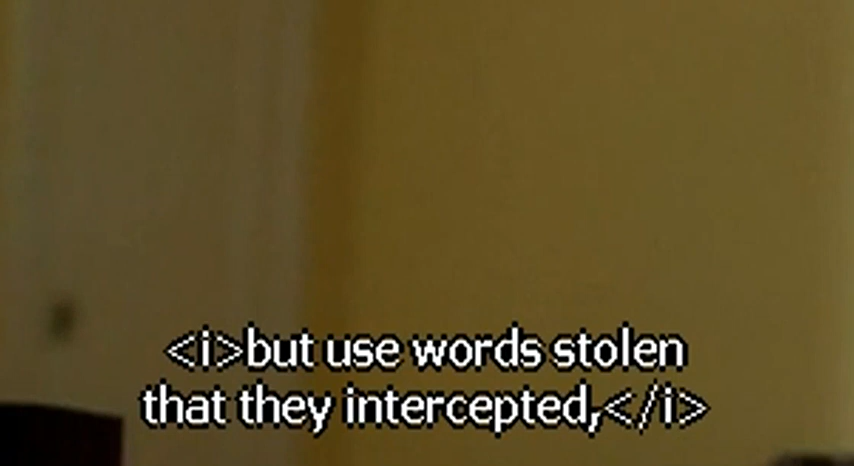 <i>but use words stolen
that they intercepted,</i>